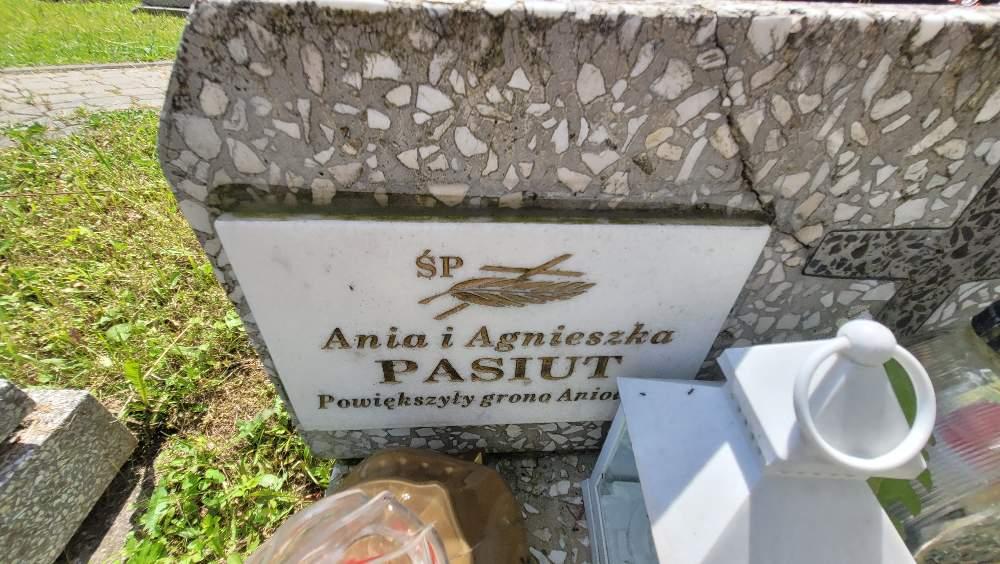 ŚP
Ania i Agnieszka
PASIUT
Powiększyły grono